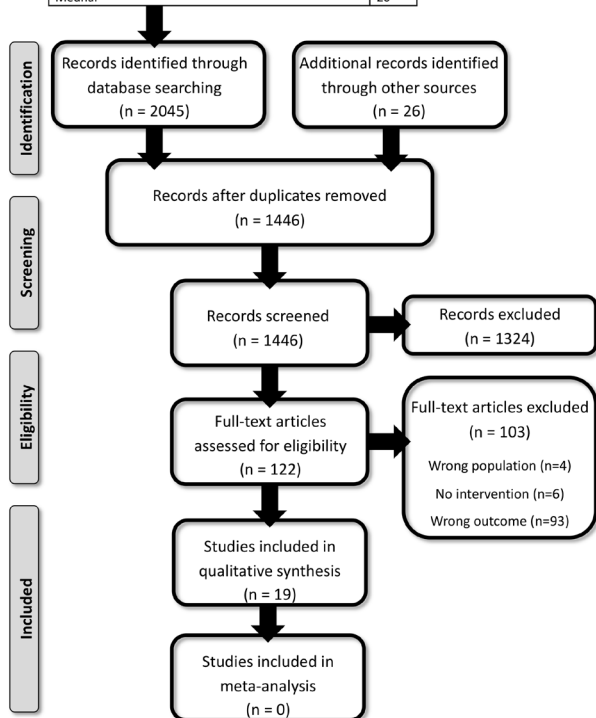 Identification
Records identified through
database searching
(n = 2045)
Additional records identified
through other sources
(n = 26)
Records after duplicates removed
(n = 1446)
Screening
Records screened
(n = 1446)
Records excluded
(n = 1324)
Eligibility
Full-text articles
assessed for eligibility
(n = 122)
Full-text articles excluded
(n = 103)
Wrong population (n=4)
No intervention (n=6)
Wrong outcome (n=93)
Included
Studies included in
qualitative synthesis
(n = 19)
Studies included in
meta-analysis
(n = 0)